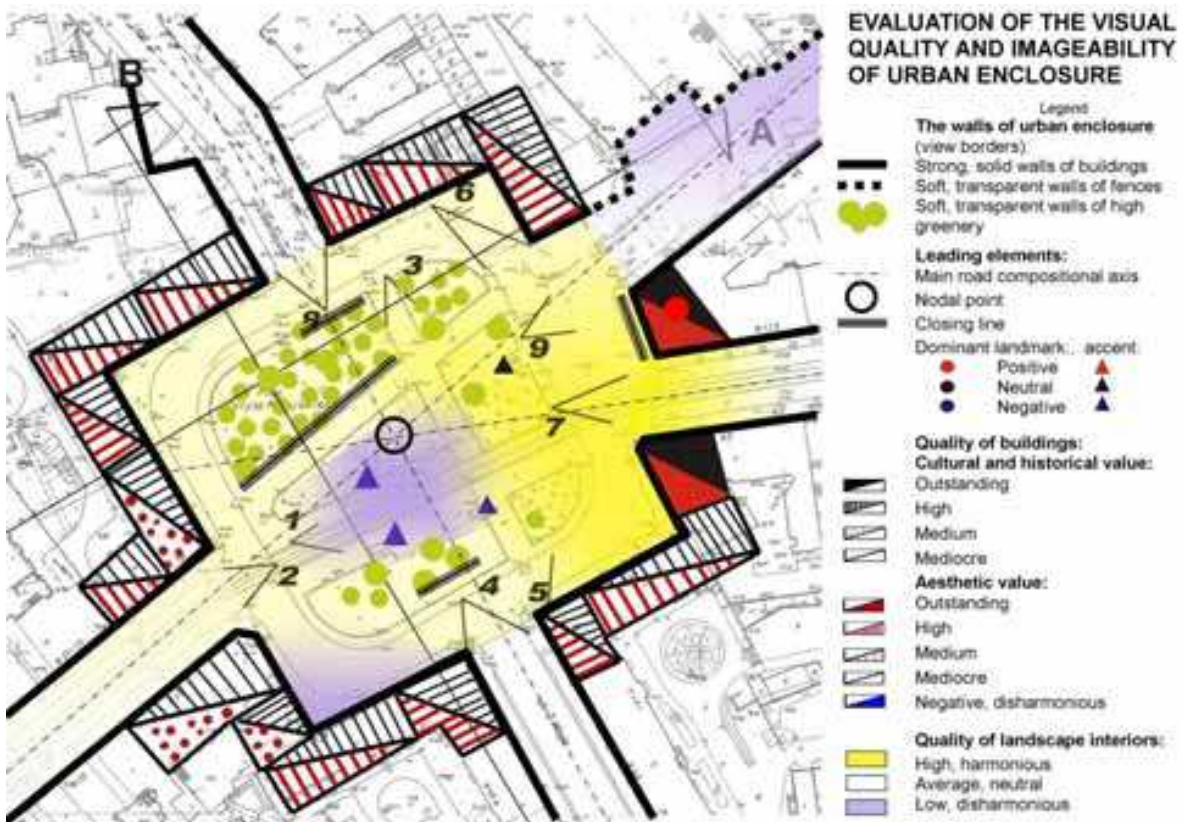 EVALUATION OF THE VISUAL
QUALITY AND IMAGEABILITY
OF URBAN ENCLOSURE
Legend
The walls of urban enclosure
(view borders)
Strong, solid walls of buildings
Soft, transparent walls of fences
Soft, transparent walls of high
greenery
Leading elements:
Main road compositional axis
Nodal point
Closing line
Dominant landmark:, accent:
Positive
Neutral
Negative
Quality of buildings:
Cultural and historical value:
Outstanding
High
Medium
Mediocre
Aesthetic value:
Outstanding
High
Medium
Mediocre
Negative, disharmonious
Quality of landscape interiors:
High, harmonious
Average, neutral
Low, disharmonious
B
A
6
3
8
9
7
1
2
4
5